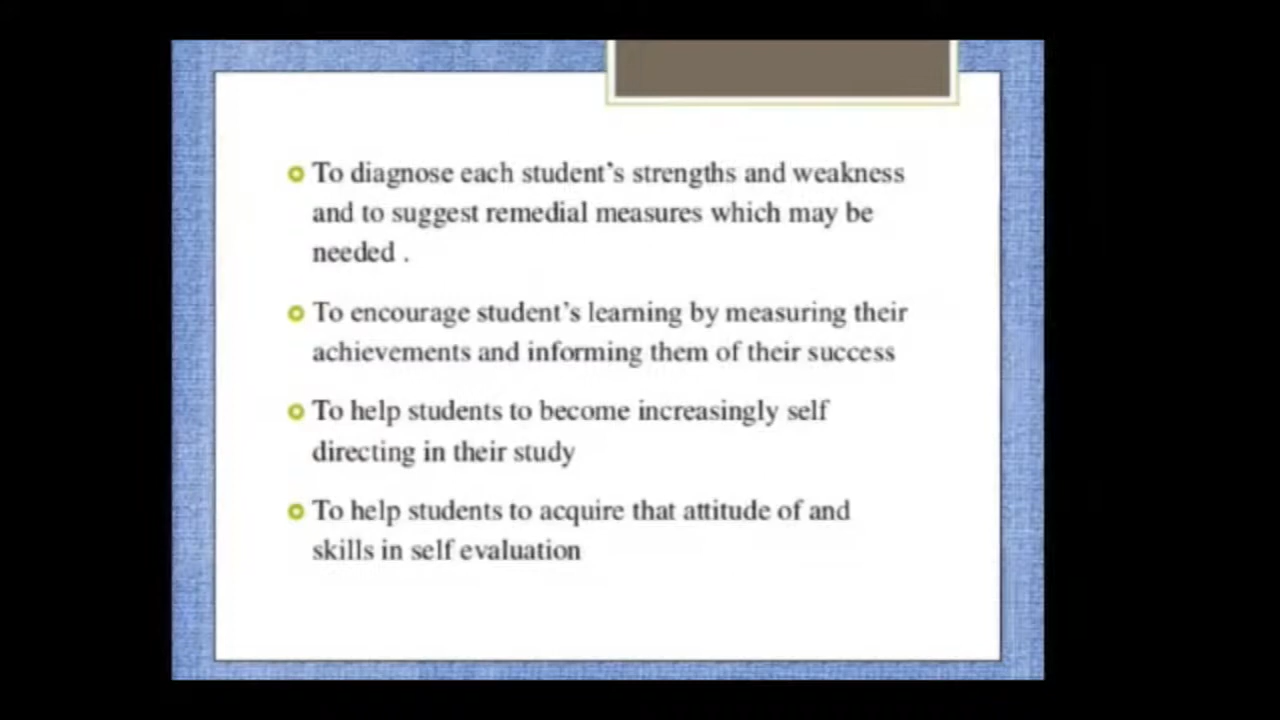 To diagnose each student's strengths and weakness
and to suggest remedial measures which may be
needed .
To encourage student's learning by measuring their
achievements and informing them of their success
To help students to become increasingly self
directing in their study
To help students to acquire that attitude of and
skills in self evaluation